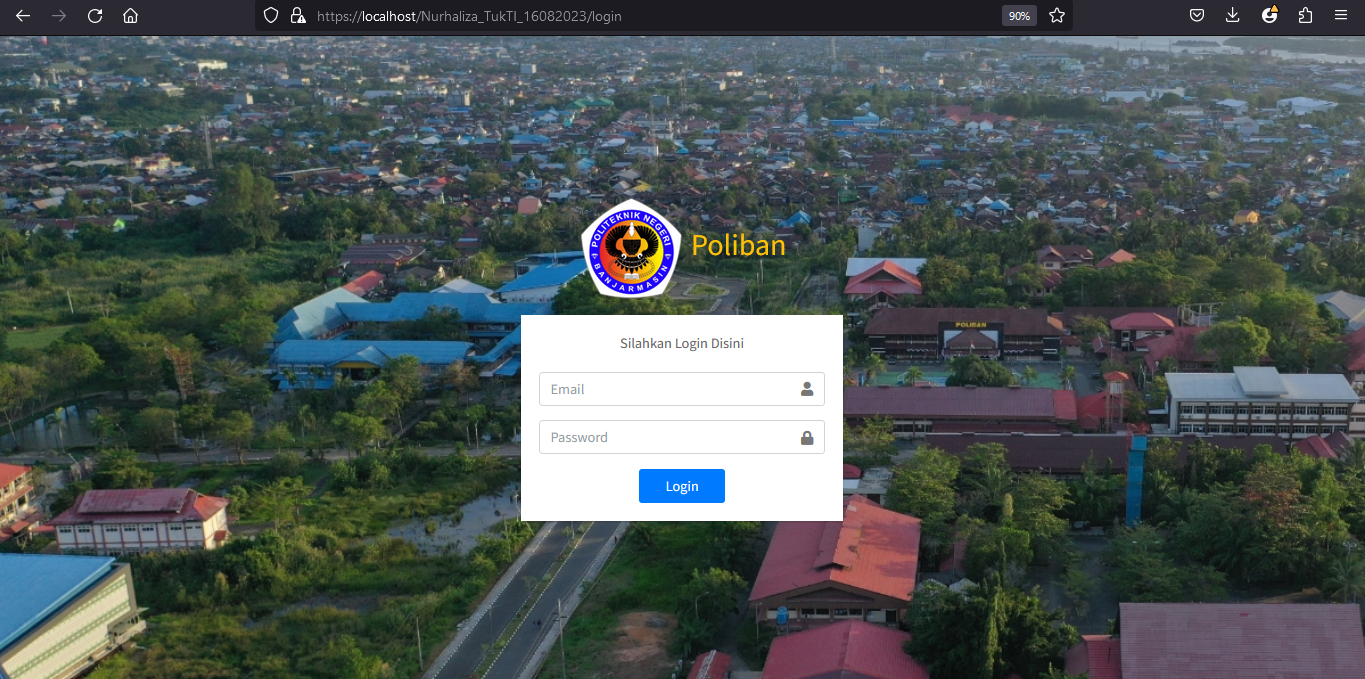 https://localhost/Nurhaliza_TukTI_16082023/login
90%
POLITEKNIK NEGERI
BANJARMASIN
Poliban
POLIBAN
Silahkan Login Disini
Email
Password
Login